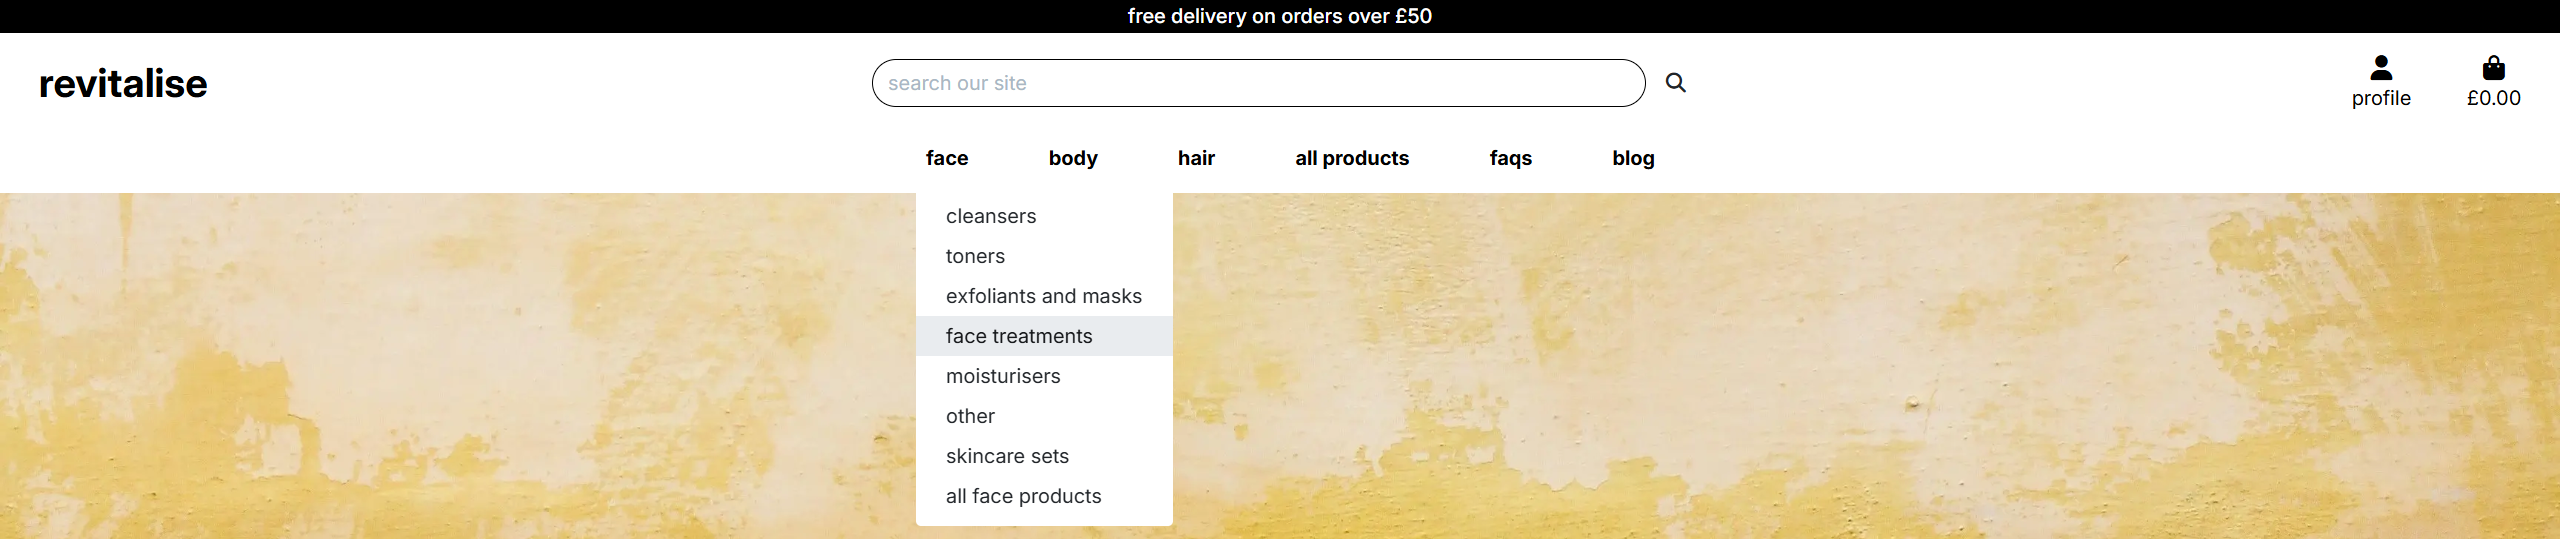 free delivery on orders over £50
revitalise
search our site
profile
£0.00
face body hair all products faqs blog
cleansers
toners
exfoliants and masks
face treatments
moisturisers
other
skincare sets
all face products